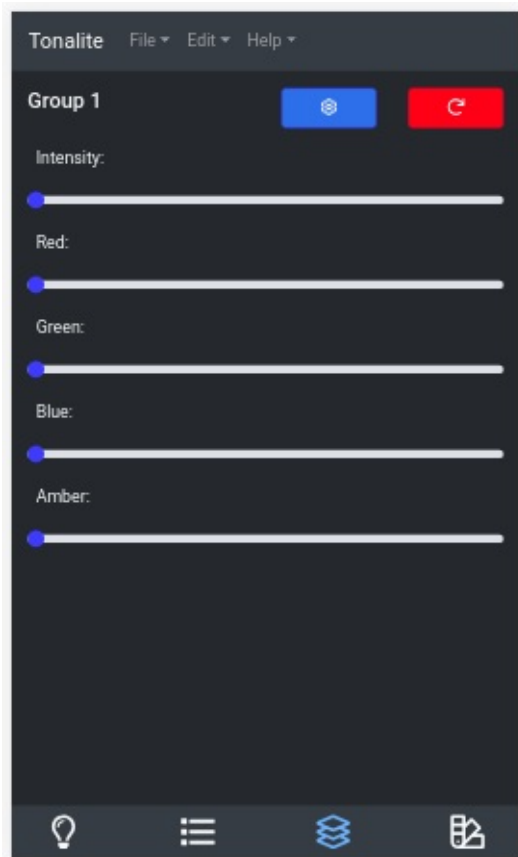 Tonalite File Edit Help
Group 1
Intensity:
Red:
Green:
Blue:
Amber: